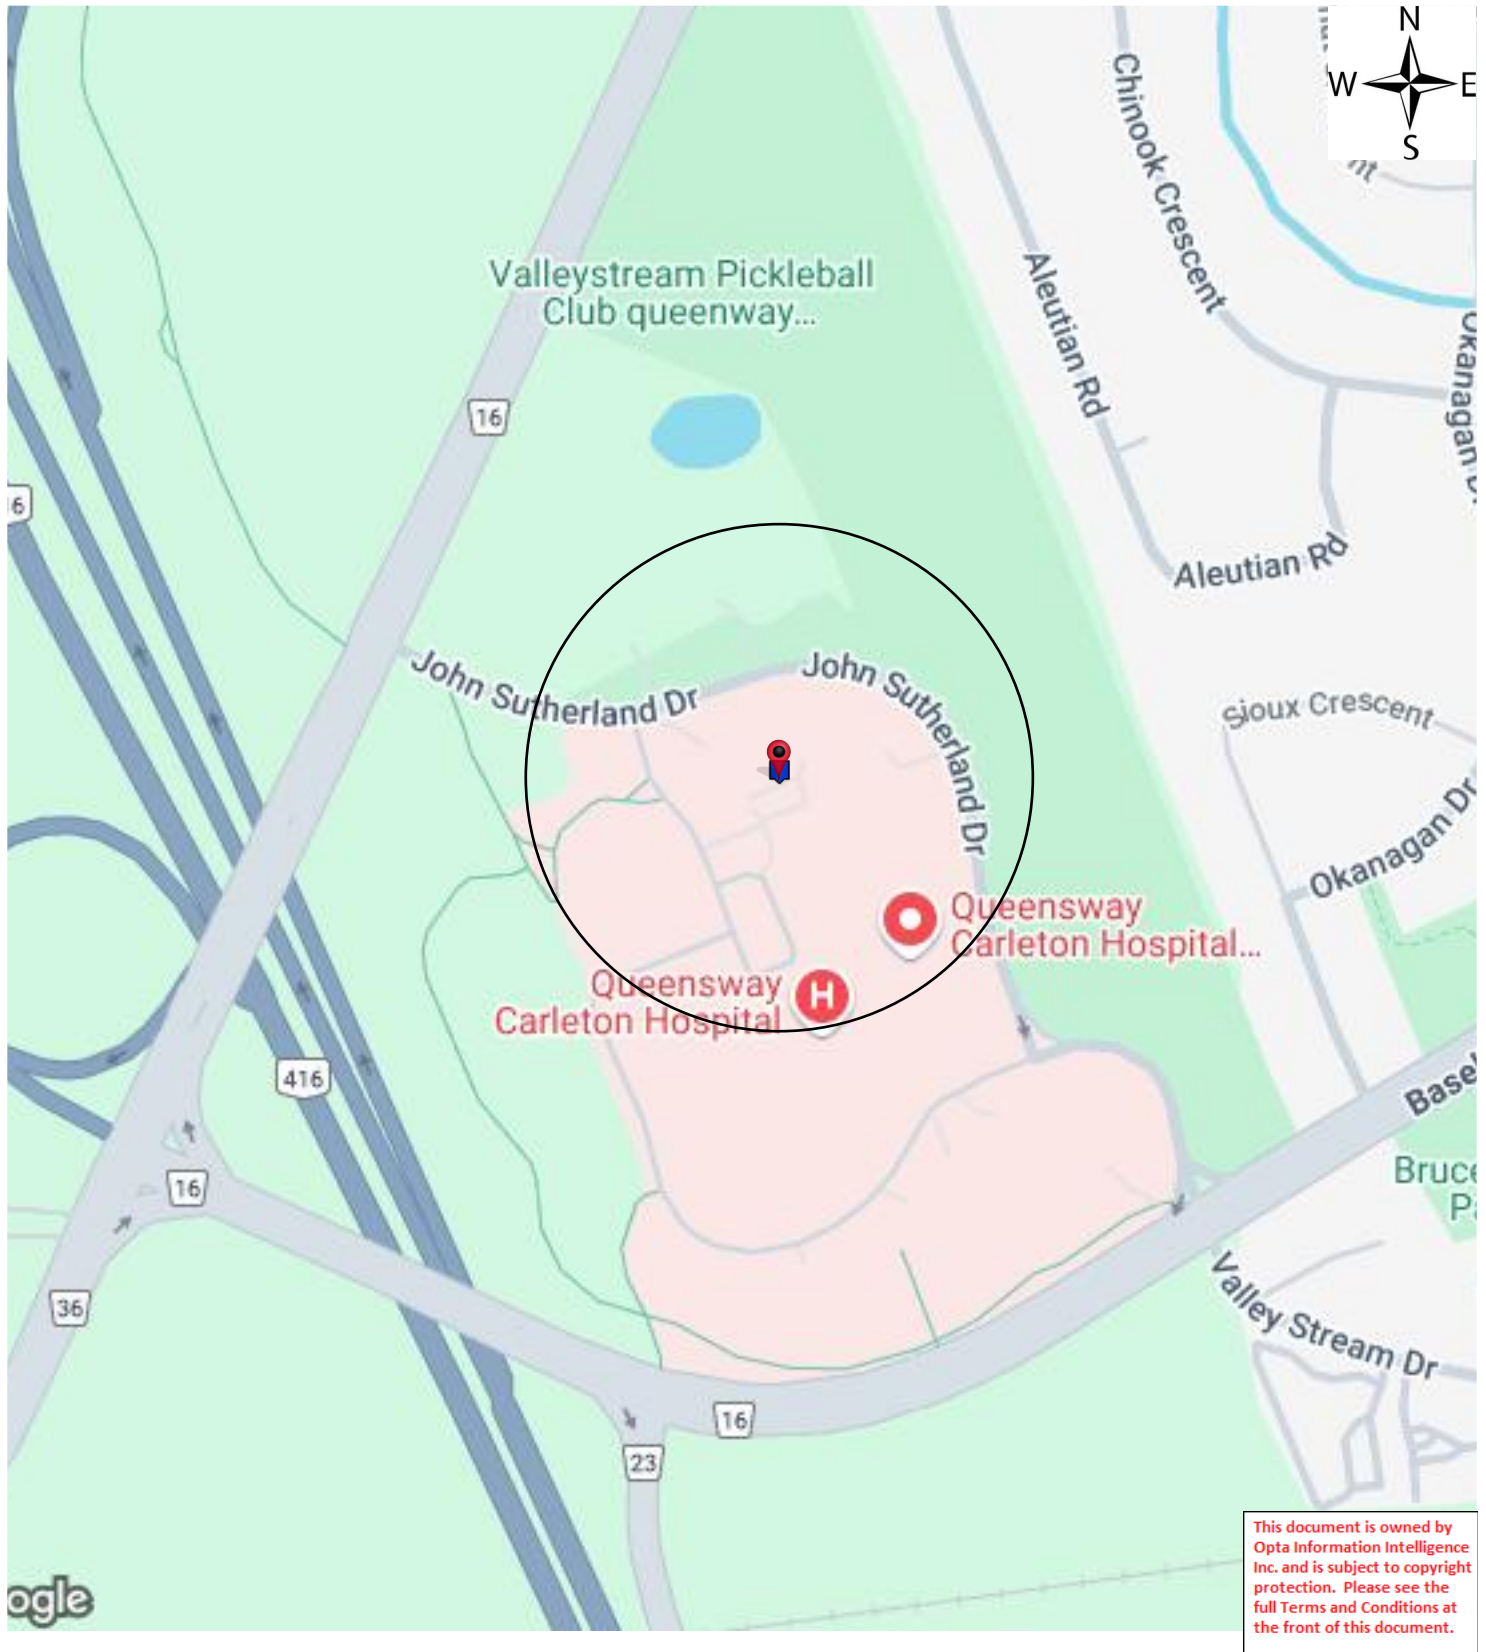 N
W E
S
Chinook Crescent
Valleystream Pickleball
Club queenway...
Aleutian Rd
16
6
Aleutian Rd
John Sutherland Dr
John Sutherland Dr
Sioux Crescent
Okanagan Dr
Queensway
Carleton Hospital...
Queensway
Carleton Hospital
H
416
16
36
16
23
Valley Stream Dr
This document is owned by
Opta Information Intelligence
Inc. and is subject to copyright
protection. Please see the
full Terms and Conditions at
the front of this document.
ogle